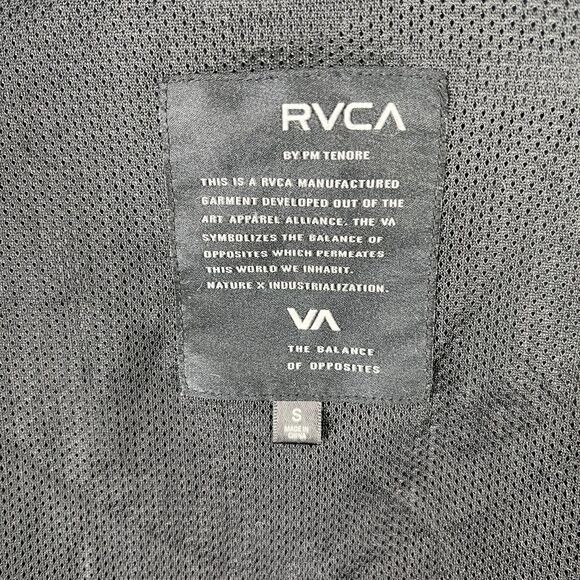 RVCA
BY PM TENORE
THIS IS A RVCA MANUFACTURED
GARMENT DEVELOPED OUT OF THE
ART APPAREL ALLIANCE. THE VA
SYMBOLIZES THE BALANCE OF
OPPOSITES WHICH PERMEATES
THIS WORLD WE INHABIT.
NATURE X INDUSTRIALIZATION.
VA
THE BALANCE
OF OPPOSITES
S
MADE IN
CHINA